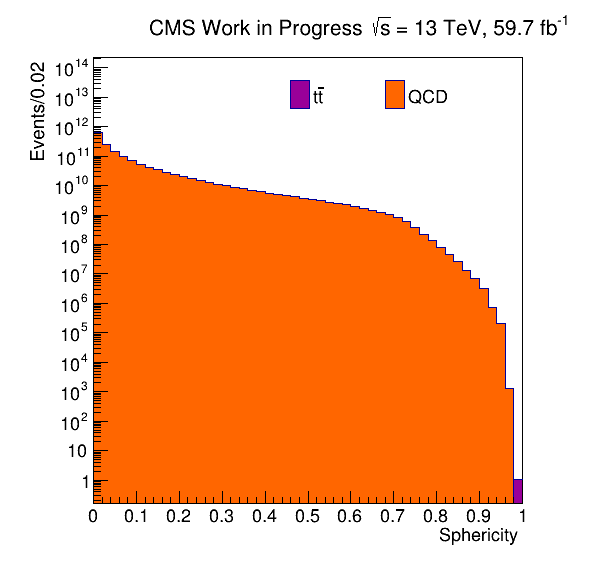 CMS Work in Progress √s = 13 TeV, 59.7 fb⁻¹
Events/0.02
tt̄
QCD
10¹⁴
10¹³
10¹²
10¹¹
10¹⁰
10⁹
10⁸
10⁷
10⁶
10⁵
10⁴
10³
10²
10
1
0 0.1 0.2 0.3 0.4 0.5 0.6 0.7 0.8 0.9 1
Sphericity